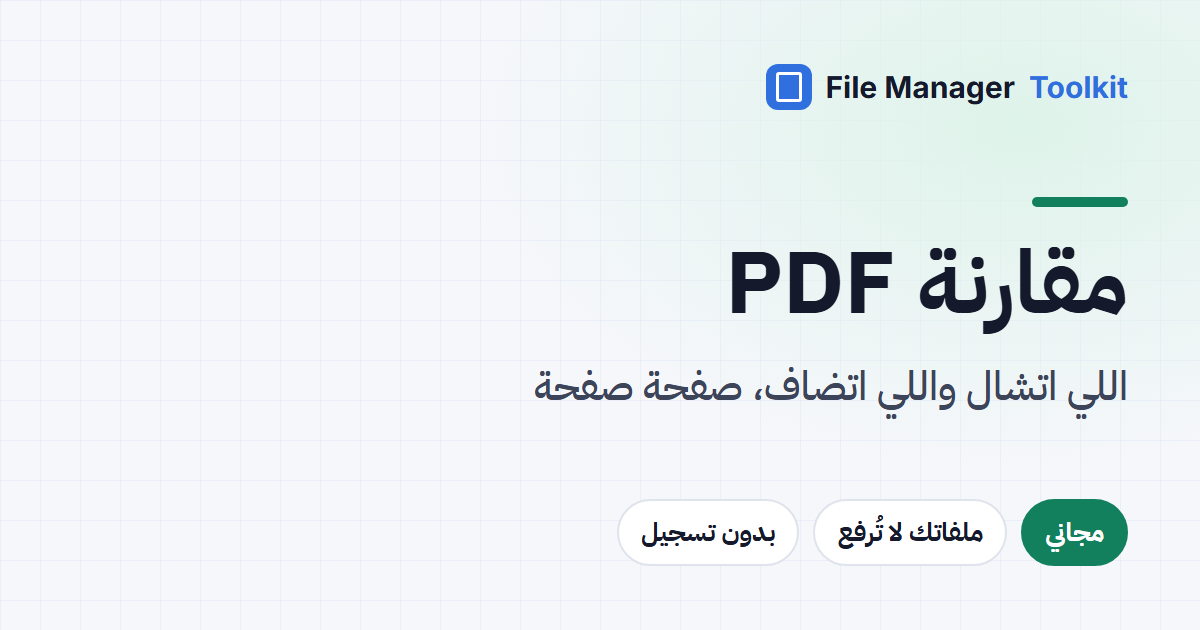 File Manager Toolkit
مقارنة PDF
اللي اتشال واللي اتضاف، صفحة صفحة
مجاني
ملفاتك لا تُرفع
بدون تسجيل